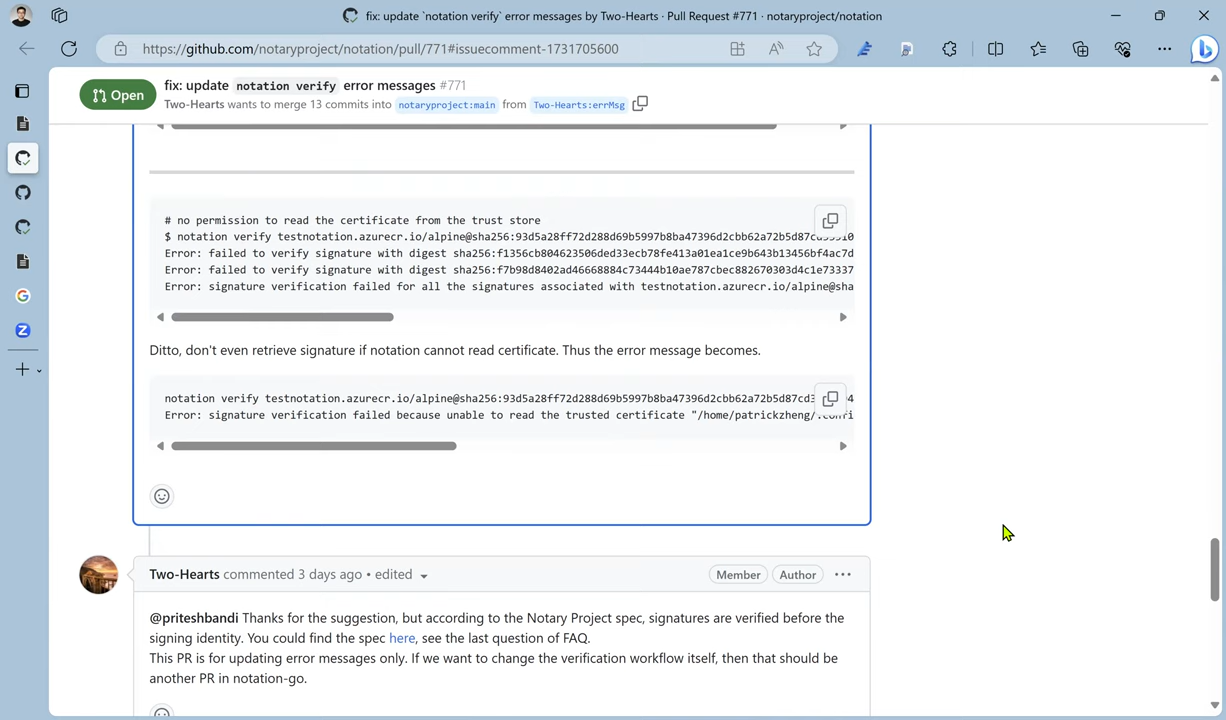 fix: update `notation verify` error messages by Two-Hearts · Pull Request #771 · notaryproject/notation
https://github.com/notaryproject/notation/pull/771#issuecomment-1731705600
Open
fix: update notation verify error messages #771
Two-Hearts wants to merge 13 commits into notaryproject:main from Two-Hearts:errMsg
# no permission to read the certificate from the trust store
$ notation verify testnotation.azurecr.io/alpine@sha256:93d5a28ff72d288d69b5997b8ba47396d2cbb62a72b5d87cd
Error: failed to verify signature with digest sha256:f1356cb804623506ded33ecb78fe413a01ea1ce9b643b13456bf4ac7d
Error: failed to verify signature with digest sha256:f7b98d8402ad46668884c73444b10ae787cbec882670303d4c1e73337
Error: signature verification failed for all the signatures associated with testnotation.azurecr.io/alpine@sha
Ditto, don't even retrieve signature if notation cannot read certificate. Thus the error message becomes.
notation verify testnotation.azurecr.io/alpine@sha256:93d5a28ff72d288d69b5997b8ba47396d2cbb62a72b5d87cd
Error: signature verification failed because unable to read the trusted certificate "/home/patrickzheng/.confi
Two-Hearts commented 3 days ago • edited
Member
Author
@priteshbandi Thanks for the suggestion, but according to the Notary Project spec, signatures are verified before the
signing identity. You could find the spec here, see the last question of FAQ.
This PR is for updating error messages only. If we want to change the verification workflow itself, then that should be
another PR in notation-go.